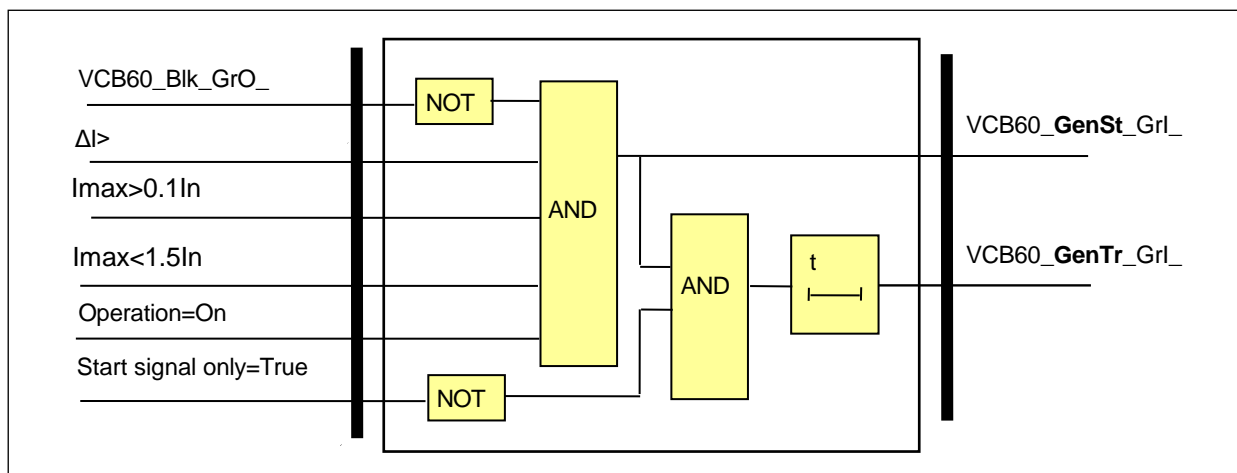 VCB60_Blk_GrO_
NOT
ΔI>
Imax>0.1In
AND
Imax<1.5In
Operation=On
Start signal only=True
NOT
AND
t
VCB60_GenSt_GrI_
VCB60_GenTr_GrI_